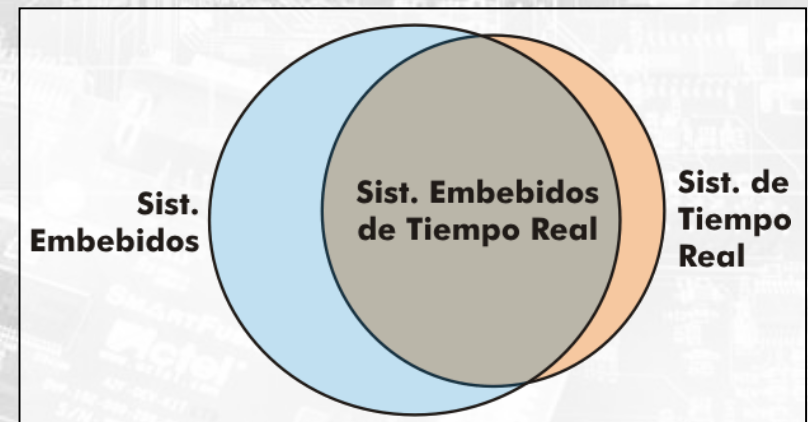 Sist.
Embebidos
Sist. Embebidos
de Tiempo Real
Sist. de
Tiempo
Real